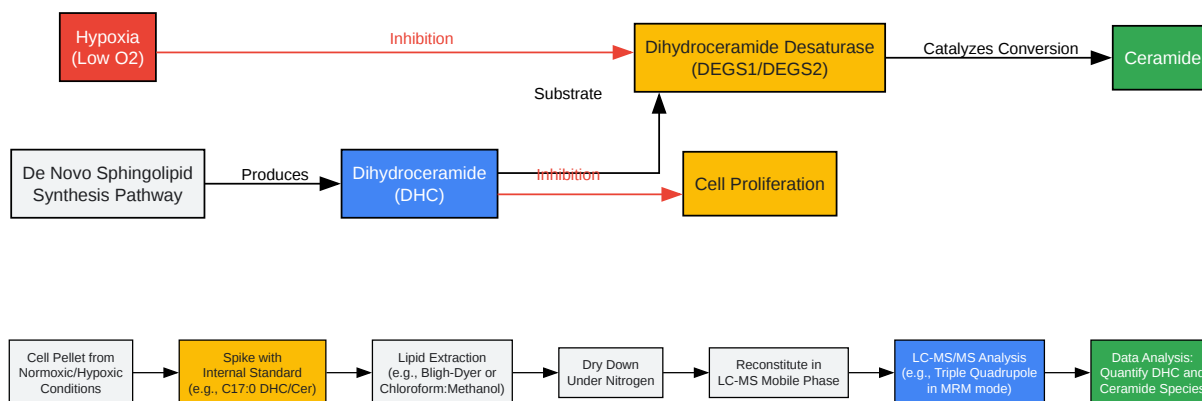 Hypoxia
(Low O2)
Inhibition
Dihydroceramide Desaturase
(DEGS1/DEGS2)
Catalyzes Conversion
Ceramide
Substrate
De Novo Sphingolipid
Synthesis Pathway
Produces
Dihydroceramide
(DHC)
Inhibition
Cell Proliferation
Cell Pellet from
Normoxic/Hypoxic
Conditions
Spike with
Internal Standard
(e.g., C17:0 DHC/Cer)
Lipid Extraction
(e.g., Bligh-Dyer or
Chloroform:Methanol)
Dry Down
Under Nitrogen
Reconstitute in
LC-MS Mobile Phase
LC-MS/MS Analysis
(e.g., Triple Quadrupole
in MRM mode)
Data Analysis:
Quantify DHC and
Ceramide Species